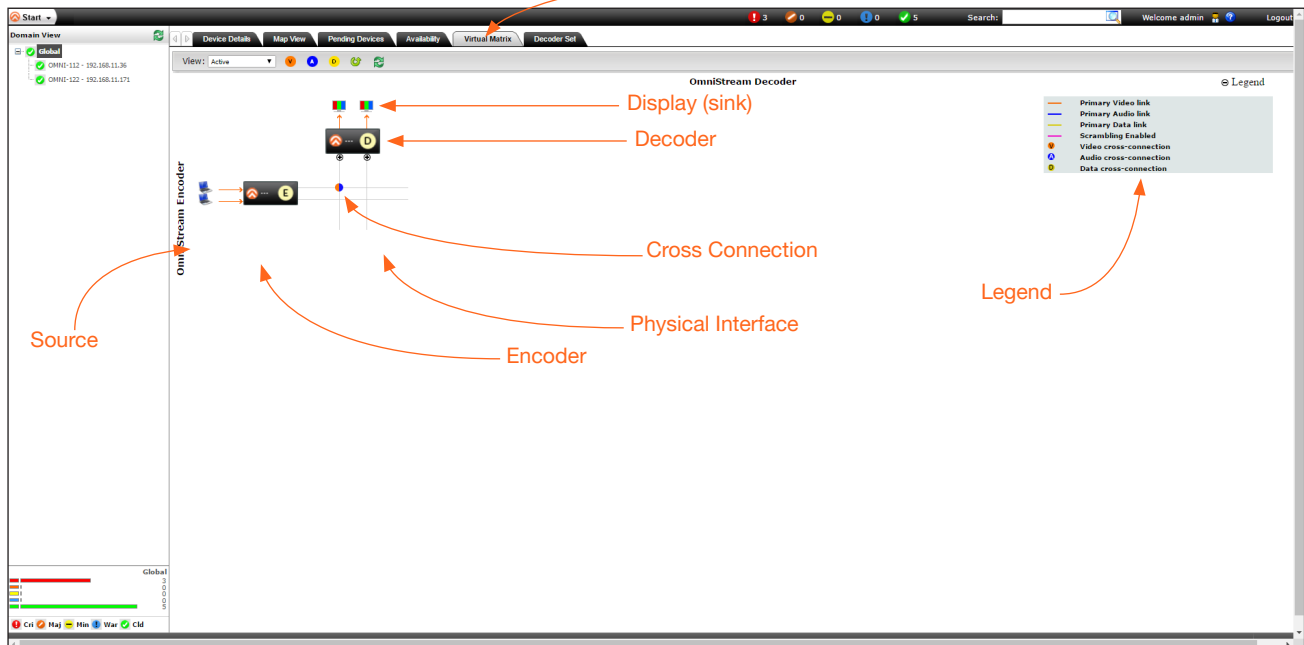 Start
3 0 0 0 5 Search: Welcome admin Logout
Domain View
Device Details Map View Pending Devices Availability Virtual Matrix Decoder Set
Global
OMNI-112 - 192.168.11.36
OMNI-122 - 192.168.11.171
View: Active V A D
OmniStream Decoder
Legend
Primary Video link
Primary Audio link
Primary Data link
Scrambling Enabled
V Video cross-connection
A Audio cross-connection
D Data cross-connection
Display (sink)
Decoder
... D
OmniStream Encoder
... E
Cross Connection
Legend
Physical Interface
Source
Encoder
Global
3
0
0
0
5
Cri Maj Min War Cld